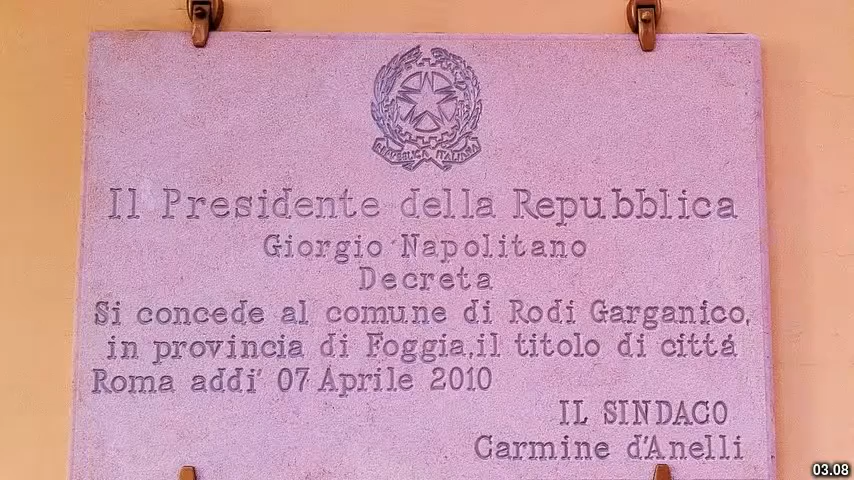 REPUBBLICA ITALIANA
Il Presidente della Repubblica
Giorgio Napolitano
Decreta
Si concede al comune di Rodi Garganico,
in provincia di Foggia,il titolo di cittá
Roma addi' 07 Aprile 2010
IL SINDACO
Carmine d'Anelli
03.08